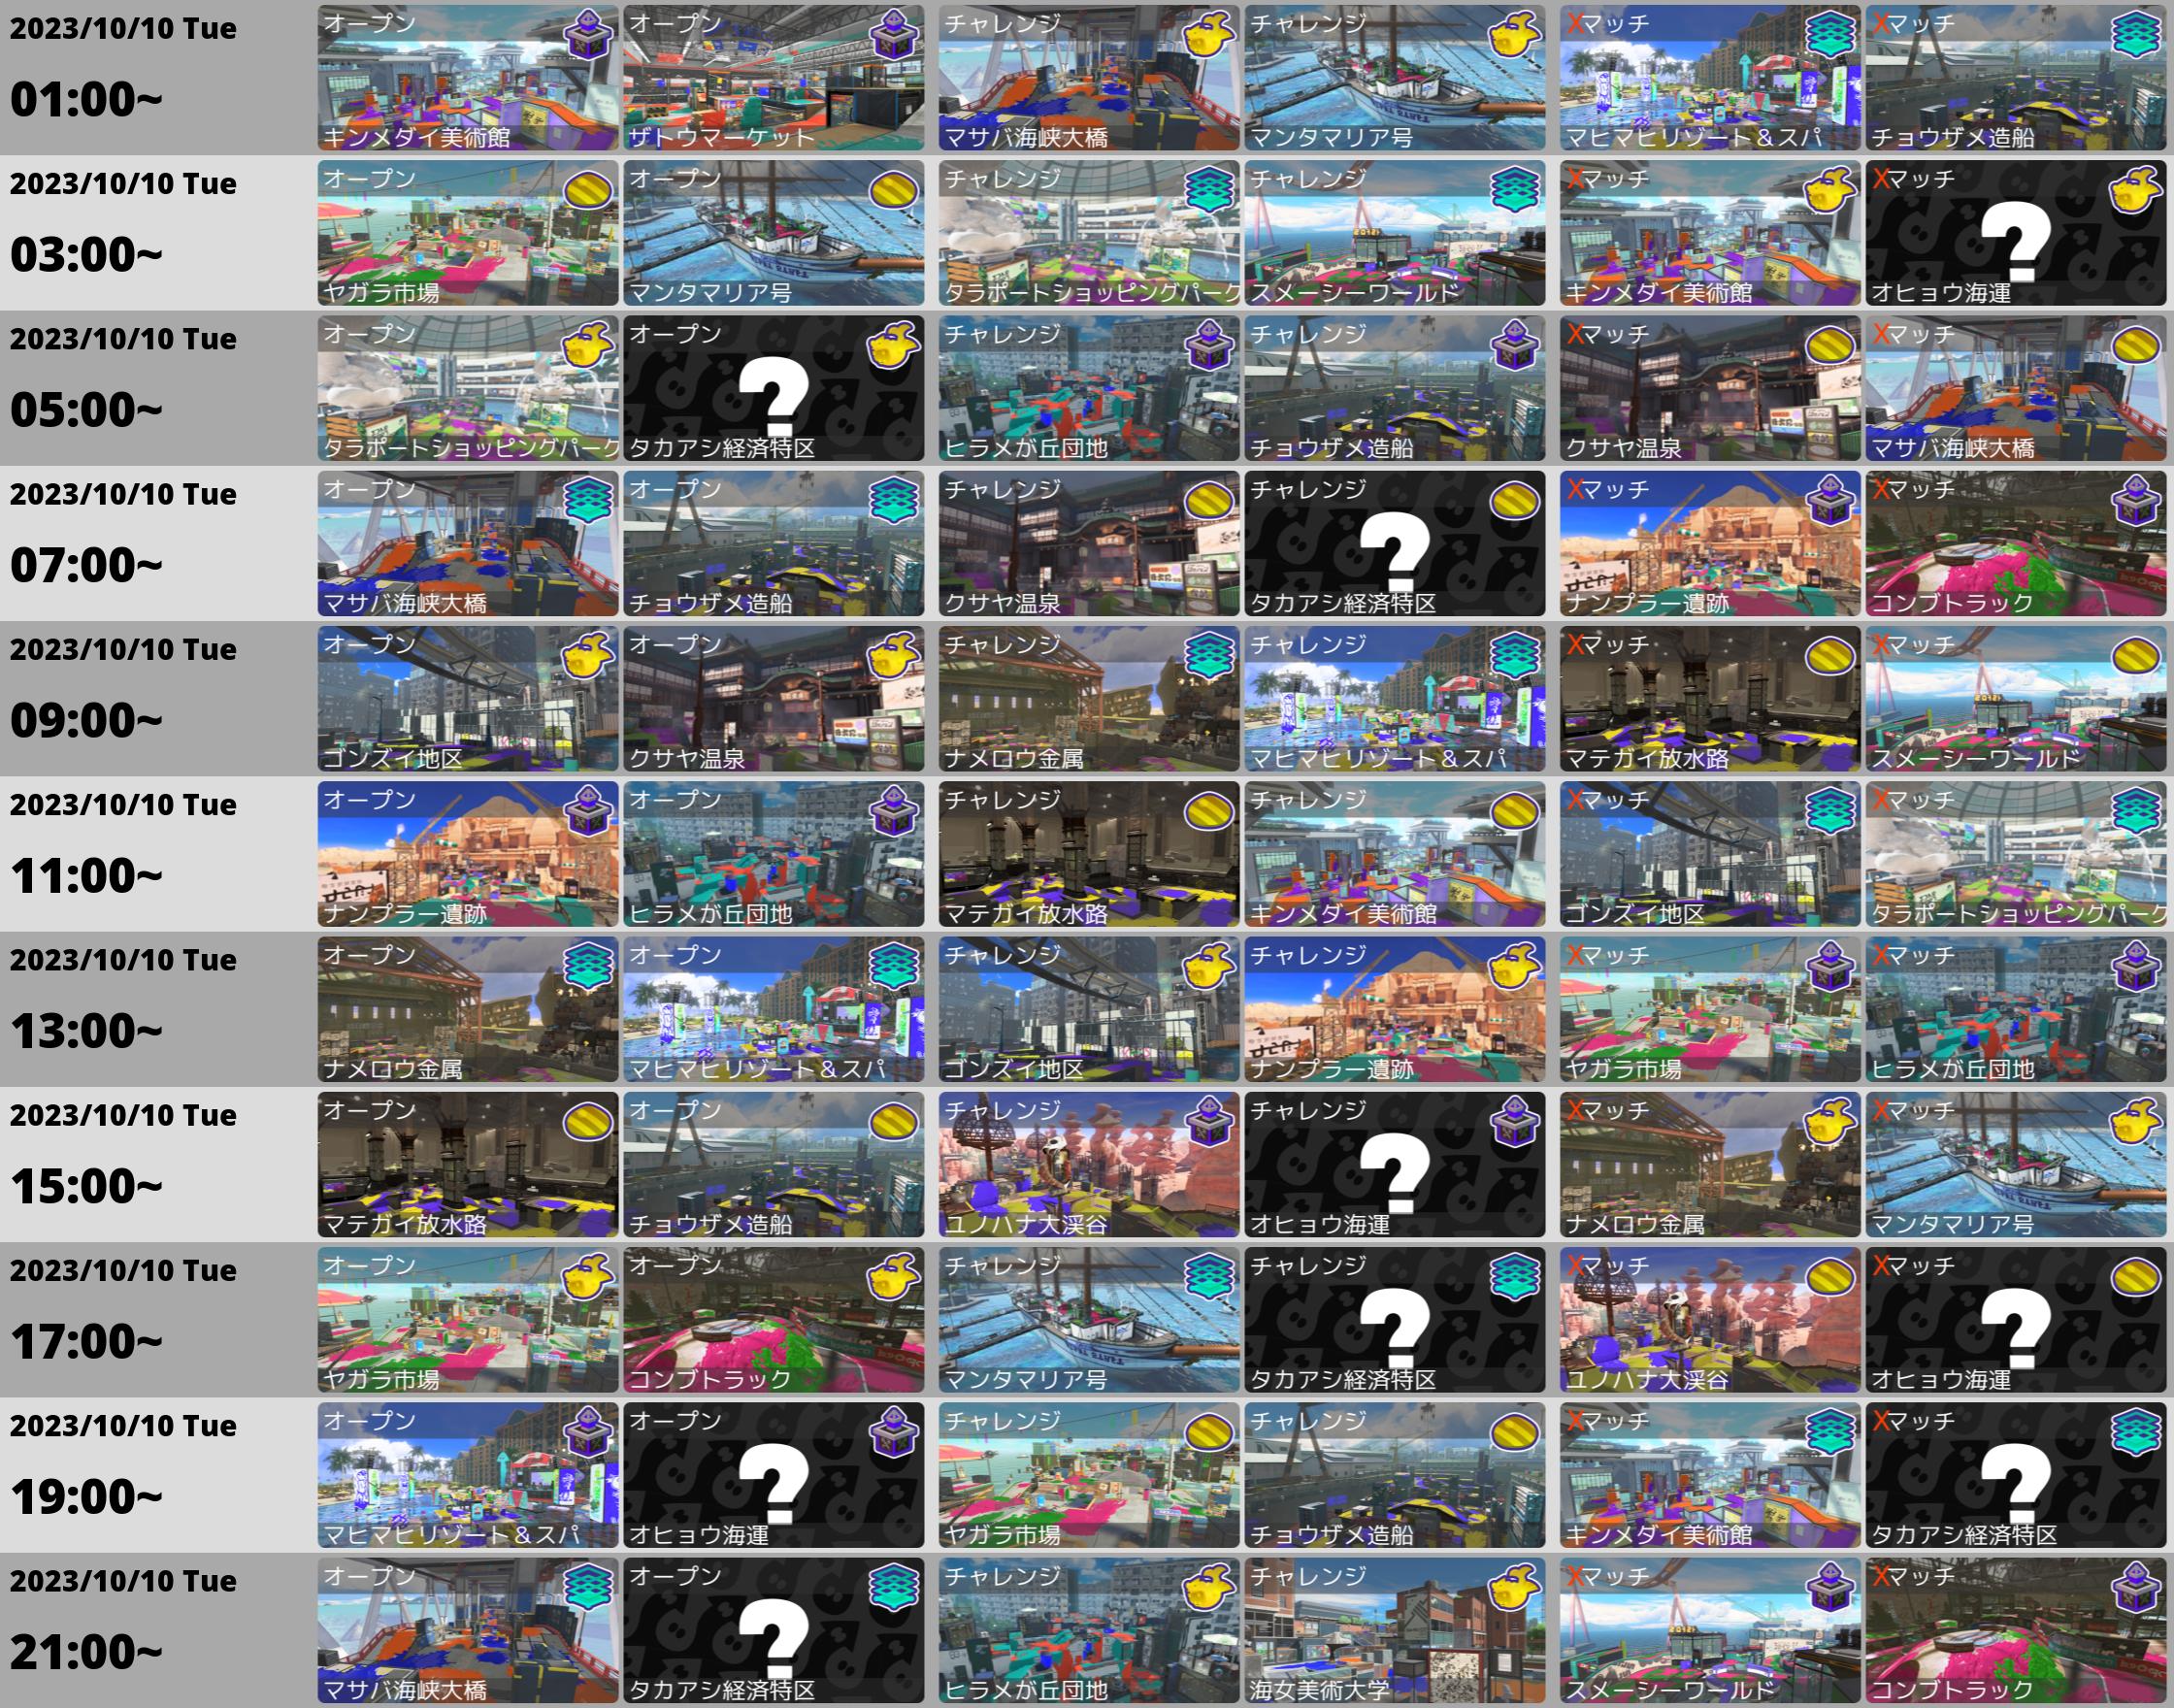 2023/10/10 Tue
01:00~
オープン
キンメダイ美術館
オープン
ザトウマーケット
チャレンジ
マサバ海峡大橋
チャレンジ
マンタマリア号
Xマッチ
マヒマヒリゾート&スパ
Xマッチ
チョウザメ造船
2023/10/10 Tue
03:00~
オープン
ヤガラ市場
オープン
マンタマリア号
チャレンジ
タラポートショッピングパーク
チャレンジ
スメーシーワールド
Xマッチ
キンメダイ美術館
Xマッチ
?
オヒョウ海運
2023/10/10 Tue
05:00~
オープン
タラポートショッピングパーク
オープン
?
タカアシ経済特区
チャレンジ
ヒラメが丘団地
チャレンジ
チョウザメ造船
Xマッチ
クサヤ温泉
Xマッチ
マサバ海峡大橋
2023/10/10 Tue
07:00~
オープン
マサバ海峡大橋
オープン
チョウザメ造船
チャレンジ
クサヤ温泉
チャレンジ
?
タカアシ経済特区
Xマッチ
ナンプラー遺跡
Xマッチ
コンブトラック
2023/10/10 Tue
09:00~
オープン
ゴンズイ地区
オープン
クサヤ温泉
チャレンジ
ナメロウ金属
チャレンジ
マヒマヒリゾート&スパ
Xマッチ
マテガイ放水路
Xマッチ
スメーシーワールド
2023/10/10 Tue
11:00~
オープン
ナンプラー遺跡
オープン
ヒラメが丘団地
チャレンジ
マテガイ放水路
チャレンジ
キンメダイ美術館
Xマッチ
ゴンズイ地区
Xマッチ
タラポートショッピングパーク
2023/10/10 Tue
13:00~
オープン
ナメロウ金属
オープン
マヒマヒリゾート&スパ
チャレンジ
ゴンズイ地区
チャレンジ
ナンプラー遺跡
Xマッチ
ヤガラ市場
Xマッチ
ヒラメが丘団地
2023/10/10 Tue
15:00~
オープン
マテガイ放水路
オープン
チョウザメ造船
チャレンジ
ユノハナ大渓谷
チャレンジ
?
オヒョウ海運
Xマッチ
ナメロウ金属
Xマッチ
マンタマリア号
2023/10/10 Tue
17:00~
オープン
ヤガラ市場
オープン
コンブトラック
チャレンジ
マンタマリア号
チャレンジ
?
タカアシ経済特区
Xマッチ
ユノハナ大渓谷
Xマッチ
?
オヒョウ海運
2023/10/10 Tue
19:00~
オープン
マヒマヒリゾート&スパ
オープン
?
オヒョウ海運
チャレンジ
ヤガラ市場
チャレンジ
チョウザメ造船
Xマッチ
キンメダイ美術館
Xマッチ
?
タカアシ経済特区
2023/10/10 Tue
21:00~
オープン
マサバ海峡大橋
オープン
?
タカアシ経済特区
チャレンジ
ヒラメが丘団地
チャレンジ
海女美術大学
Xマッチ
スメーシーワールド
Xマッチ
コンブトラック